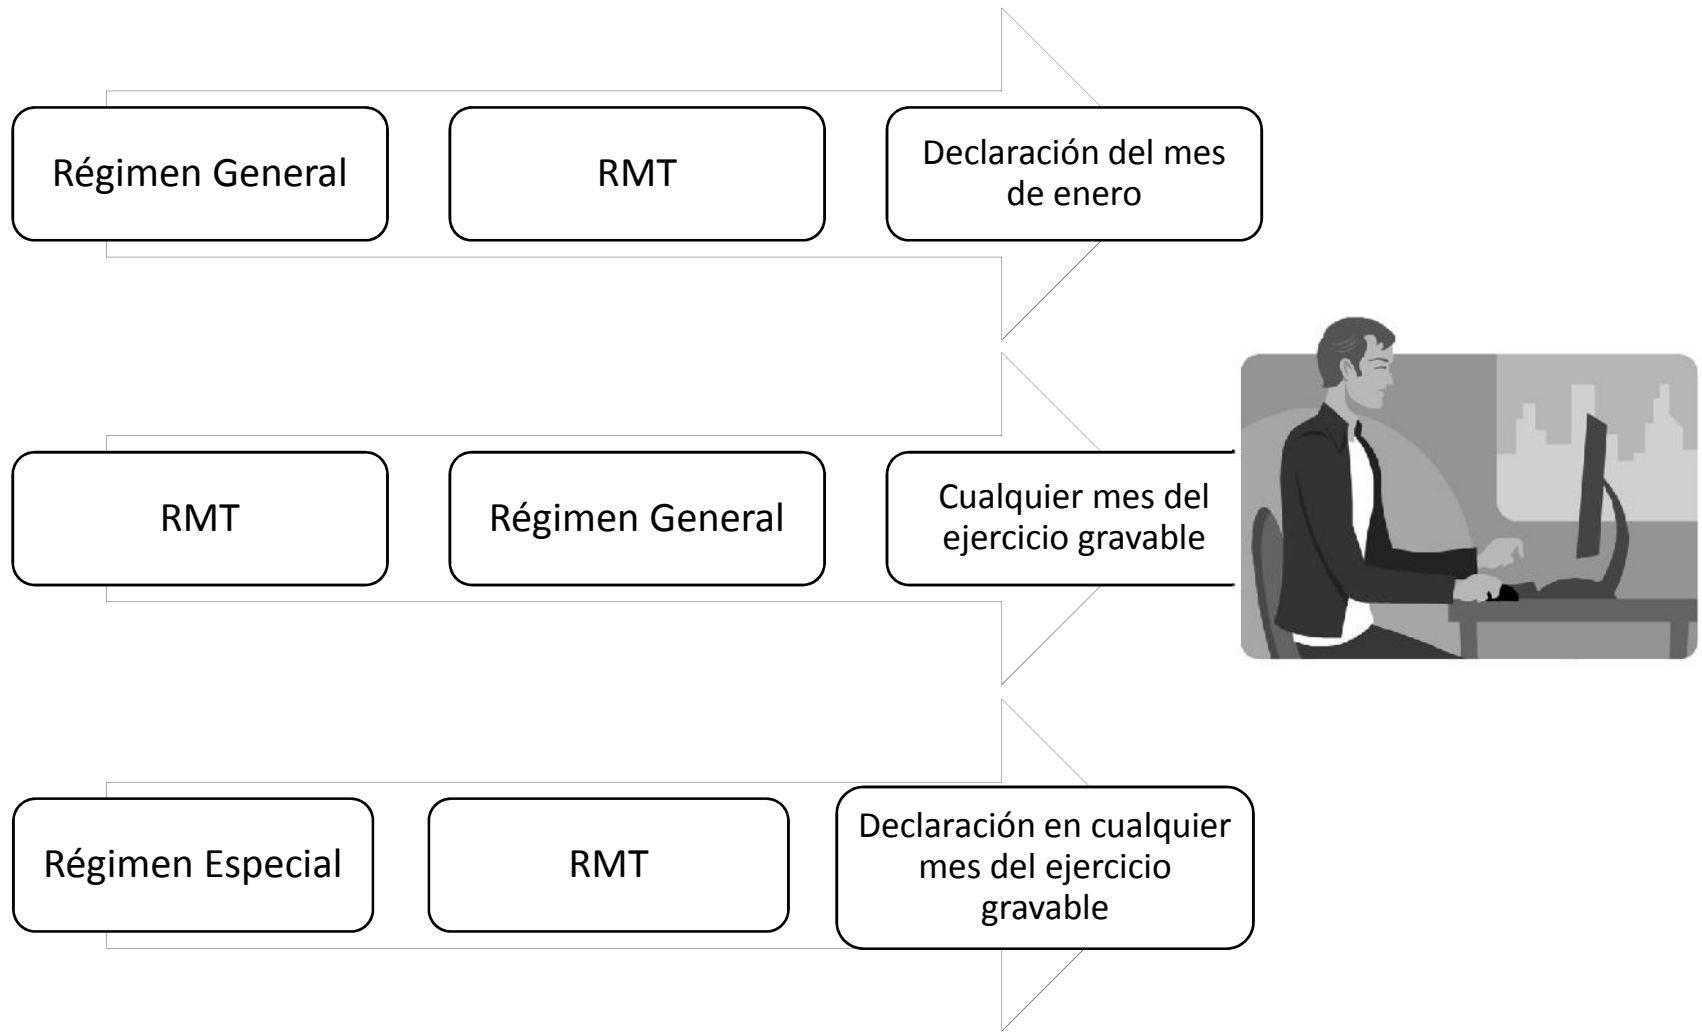 Régimen General
RMT
Declaración del mes
de enero
RMT
Régimen General
Cualquier mes del
ejercicio gravable
Régimen Especial
RMT
Declaración en cualquier
mes del ejercicio
gravable